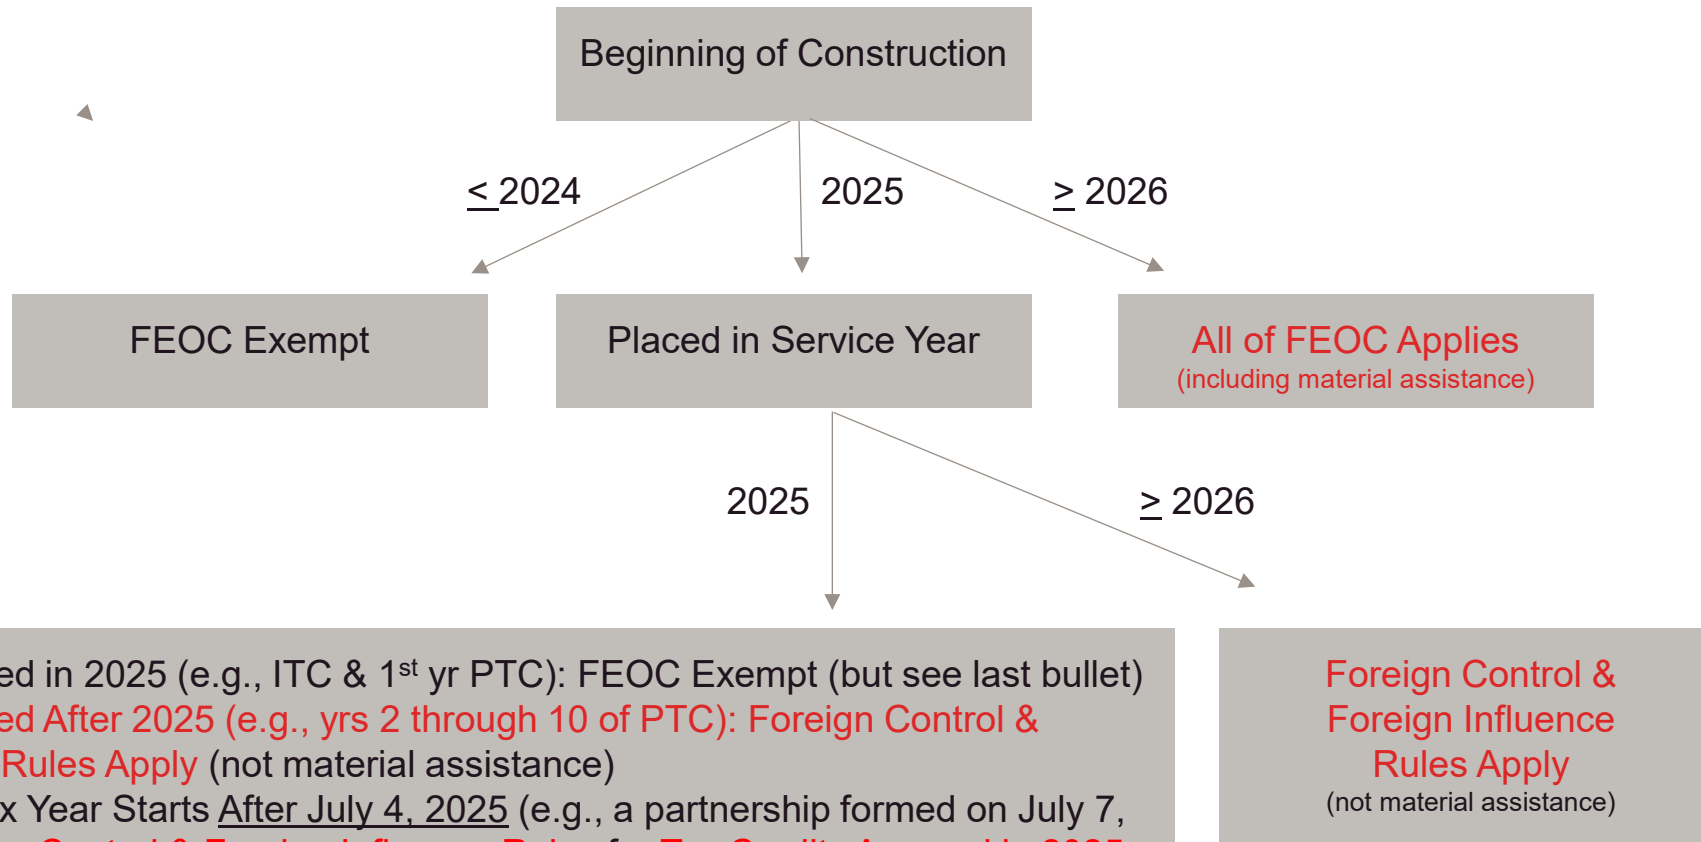 Beginning of Construction
< 2024
2025
> 2026
FEOC Exempt
Placed in Service Year
All of FEOC Applies
(including material assistance)
2025
> 2026
ed in 2025 (e.g., ITC & 1st yr PTC): FEOC Exempt (but see last bullet)
ed After 2025 (e.g., yrs 2 through 10 of PTC): Foreign Control &
Rules Apply (not material assistance)
x Year Starts After July 4, 2025 (e.g., a partnership formed on July 7,
Foreign Control &
Foreign Influence
Rules Apply
(not material assistance)